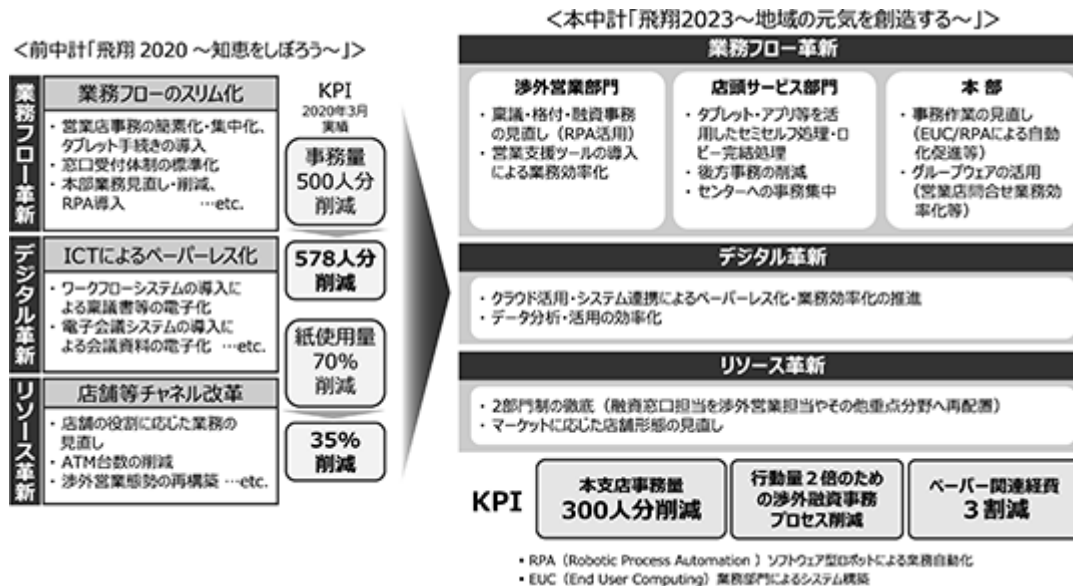 ＜前中計「飛翔 2020 ～知恵をしぼろう～」＞
業務フロー革新
業務フローのスリム化
・営業店事務の簡素化・集中化、
タブレット手続きの導入
・窓口受付体制の標準化
・本部業務見直し・削減、
RPA導入 …etc.
デジタル革新
ICTによるペーパーレス化
・ワークフローシステムの導入に
よる稟議書等の電子化
・電子会議システムの導入に
よる会議資料の電子化 …etc.
リソース革新
店舗等チャネル改革
・店舗の役割に応じた業務の
見直し
・ATM台数の削減
・渉外営業態勢の再構築 …etc.
KPI
2020年3月
実績
事務量
500人分
削減
578人分
削減
紙使用量
70%
削減
35%
削減
＜本中計「飛翔2023～地域の元気を創造する～」＞
業務フロー革新
渉外営業部門
・稟議・格付・融資事務
の見直し（RPA活用）
・営業支援ツールの導入
による業務効率化
店頭サービス部門
・タブレット・アプリ等を活
用したセミセルフ処理・ロ
ビー完結処理
・後方事務の削減
・センターへの事務集中
本部
・事務作業の見直し
（EUC/RPAによる自動
化促進等）
・グループウェアの活用
（営業店問合せ業務効
率化等）
デジタル革新
・クラウド活用・システム連携によるペーパーレス化・業務効率化の推進
・データ分析・活用の効率化
リソース革新
・2部門制の徹底（融資窓口担当を渉外営業担当やその他重点分野へ再配置）
・マーケットに応じた店舗形態の見直し
KPI
本支店事務量
300人分削減
行動量２倍のため
の渉外融資事務
プロセス削減
ペーパー関連経費
３割減
▪ RPA（Robotic Process Automation ）ソフトウェア型ロボットによる業務自動化
▪ EUC（End User Computing）業務部門によるシステム構築